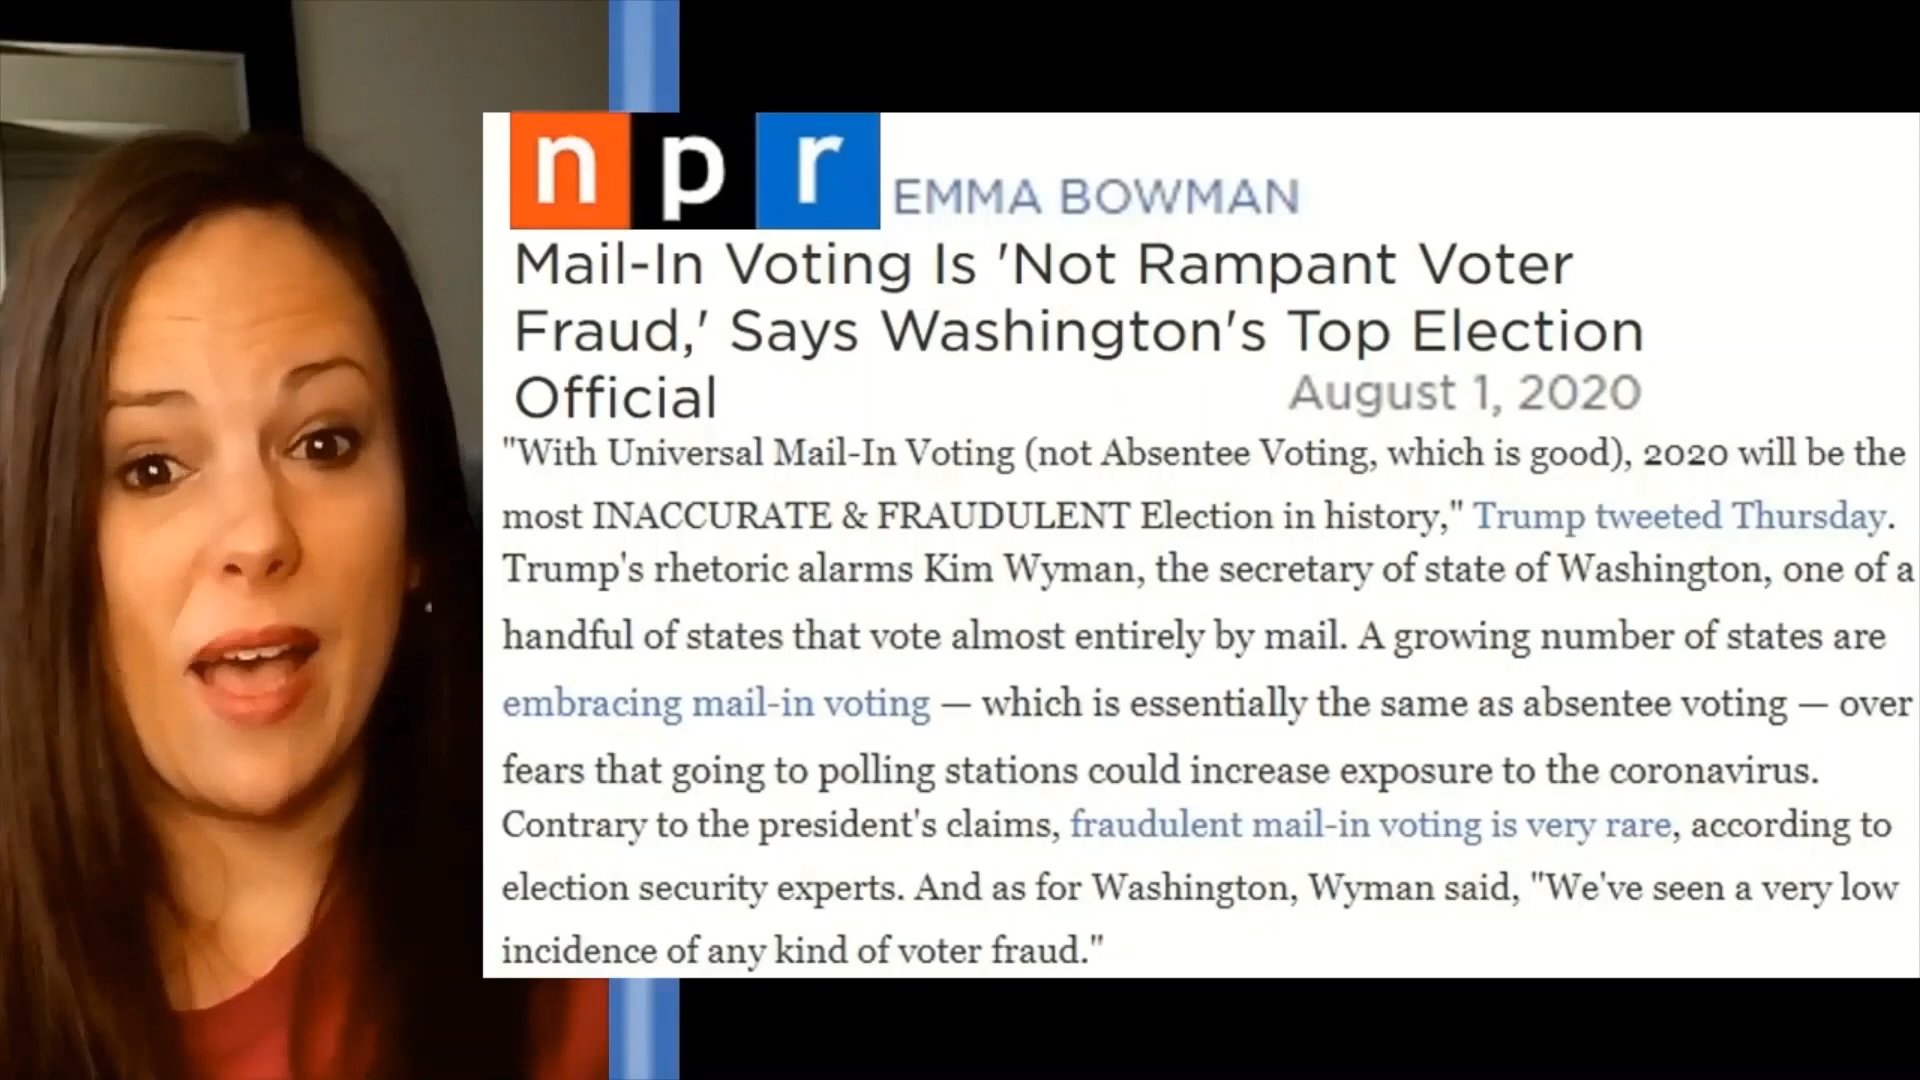 npr EMMA BOWMAN
Mail-In Voting Is 'Not Rampant Voter
Fraud,' Says Washington's Top Election
Official August 1, 2020
"With Universal Mail-In Voting (not Absentee Voting, which is good), 2020 will be the
most INACCURATE & FRAUDULENT Election in history," Trump tweeted Thursday.
Trump's rhetoric alarms Kim Wyman, the secretary of state of Washington, one of a
handful of states that vote almost entirely by mail. A growing number of states are
embracing mail-in voting — which is essentially the same as absentee voting — over
fears that going to polling stations could increase exposure to the coronavirus.
Contrary to the president's claims, fraudulent mail-in voting is very rare, according to
election security experts. And as for Washington, Wyman said, "We've seen a very low
incidence of any kind of voter fraud."